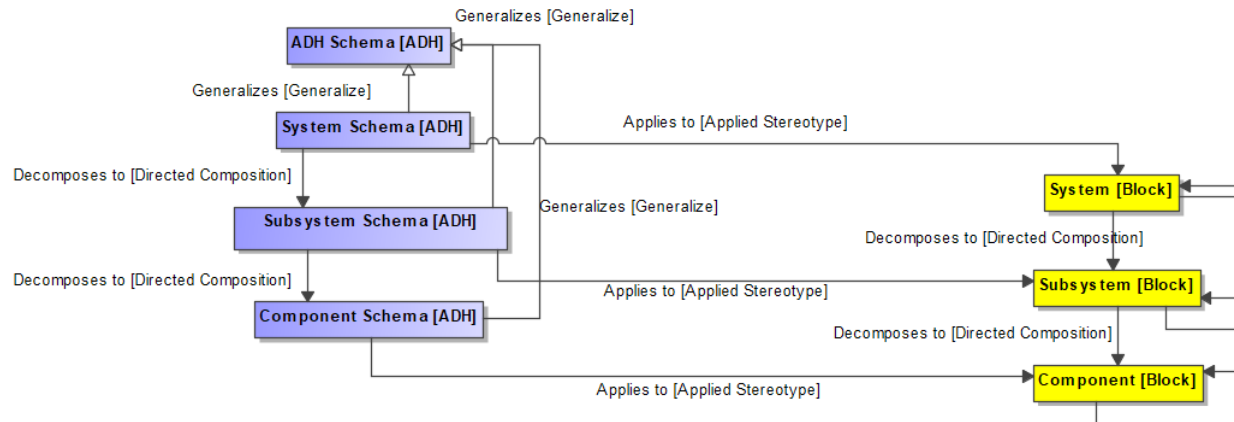 Generalizes [Generalize]
ADH Schema [ADH]
Generalizes [Generalize]
System Schema [ADH]
Applies to [Applied Stereotype]
Decomposes to [Directed Composition]
System [Block]
Subsystem Schema [ADH]
Generalizes [Generalize]
Decomposes to [Directed Composition]
Decomposes to [Directed Composition]
Applies to [Applied Stereotype]
Subsystem [Block]
Component Schema [ADH]
Decomposes to [Directed Composition]
Applies to [Applied Stereotype]
Component [Block]